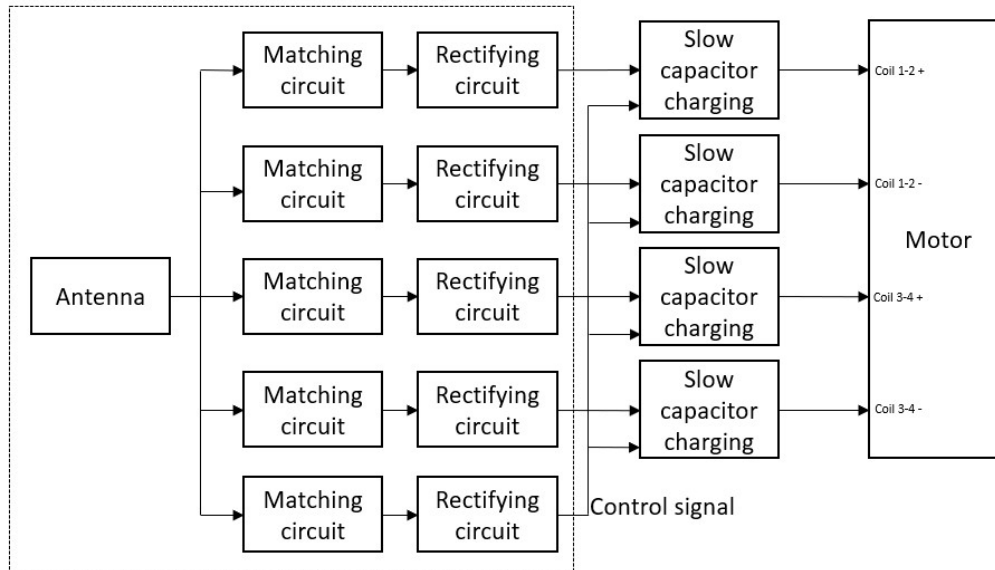 Matching
circuit
Rectifying
circuit
Slow
capacitor
charging
Coil 1-2 +
Matching
circuit
Rectifying
circuit
Slow
capacitor
charging
Coil 1-2 -
Motor
Antenna
Matching
circuit
Rectifying
circuit
Slow
capacitor
charging
Coil 3-4 +
Matching
circuit
Rectifying
circuit
Slow
capacitor
charging
Coil 3-4 -
Matching
circuit
Rectifying
circuit
Control signal